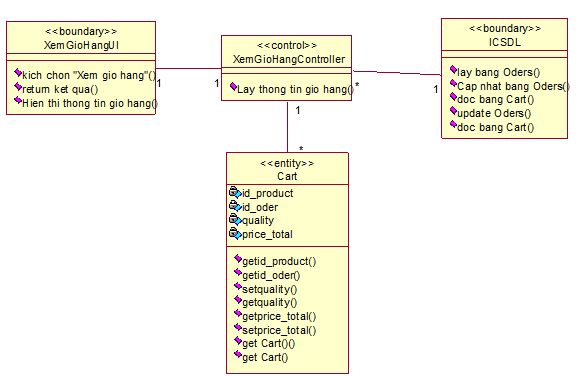 <<boundary>>
XemGioHangUI
kich chon "Xem gio hang"()
return ket qua()
Hien thi thong tin gio hang()
1
1
<<control>>
XemGioHangController
Lay thong tin gio hang()
*
1
<<boundary>>
ICSDL
lay bang Oders()
Cap nhat bang Oders()
doc bang Cart()
update Oders()
doc bang Cart()
1
*
<<entity>>
Cart
id_product
id_oder
quality
price_total
getid_product()
getid_oder()
setquality()
getquality()
getprice_total()
setprice_total()
get Cart()()
get Cart()